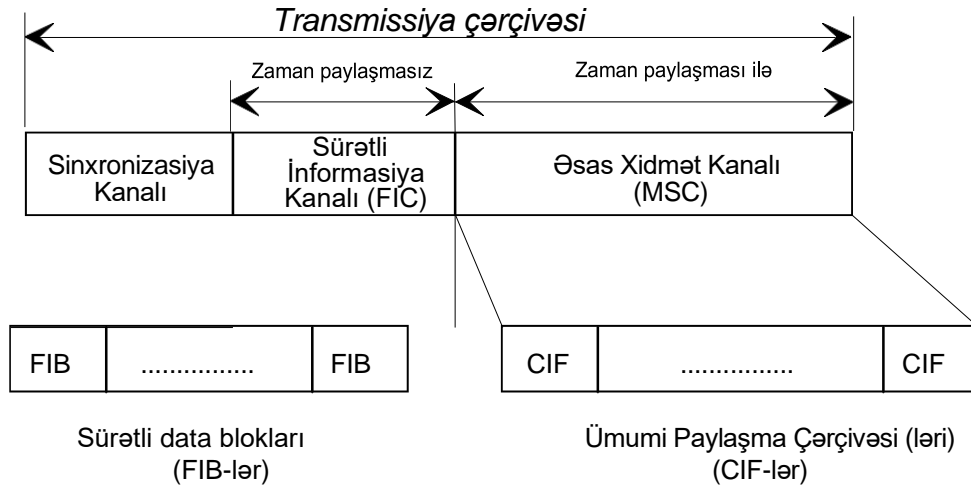 Transmissiya çərçivəsi
Zaman paylaşmasız
Zaman paylaşması ilə
Sinxronizasiya
Kanalı
Sürətli
İnformasiya
Kanalı (FIC)
Əsas Xidmət Kanalı
(MSC)
FIB
................
FIB
CIF
................
CIF
Sürətli data blokları
(FIB-lər)
Ümumi Paylaşma Çərçivəsi (ləri)
(CIF-lər)